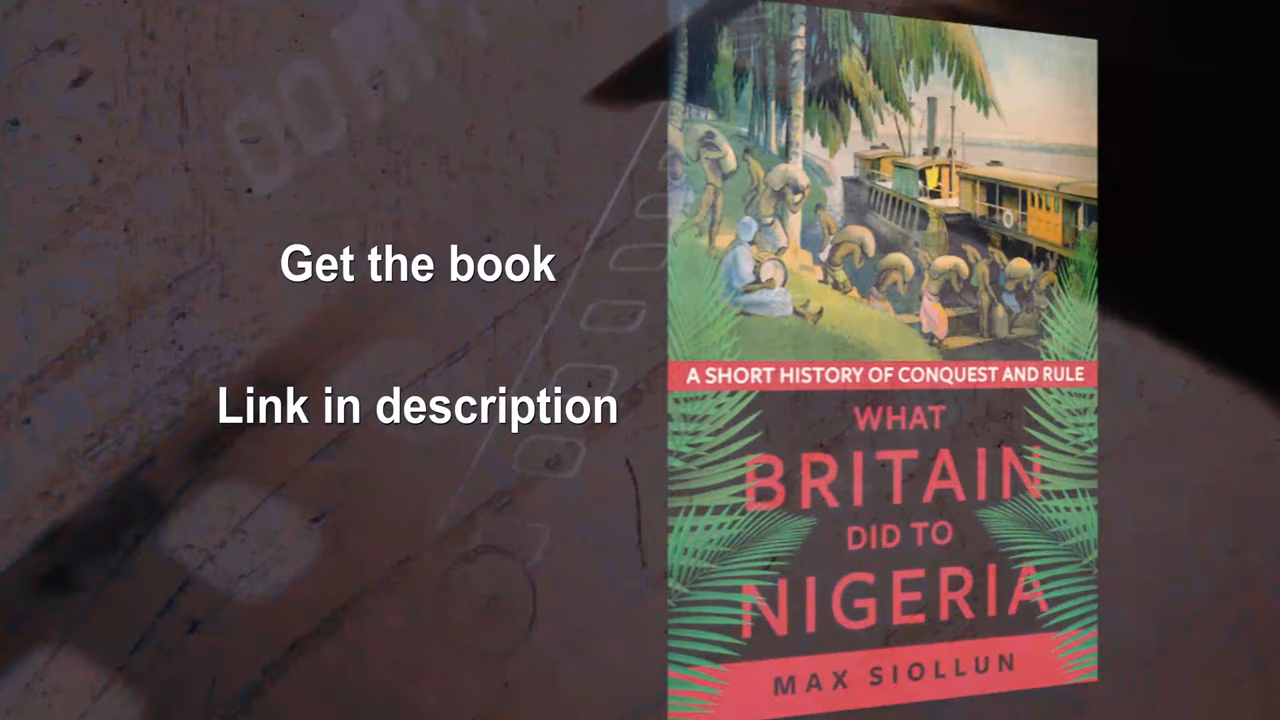 Get the book
Link in description
A SHORT HISTORY OF CONQUEST AND RULE
WHAT
BRITAIN
DID TO
NIGERIA
MAX SIOLLUN